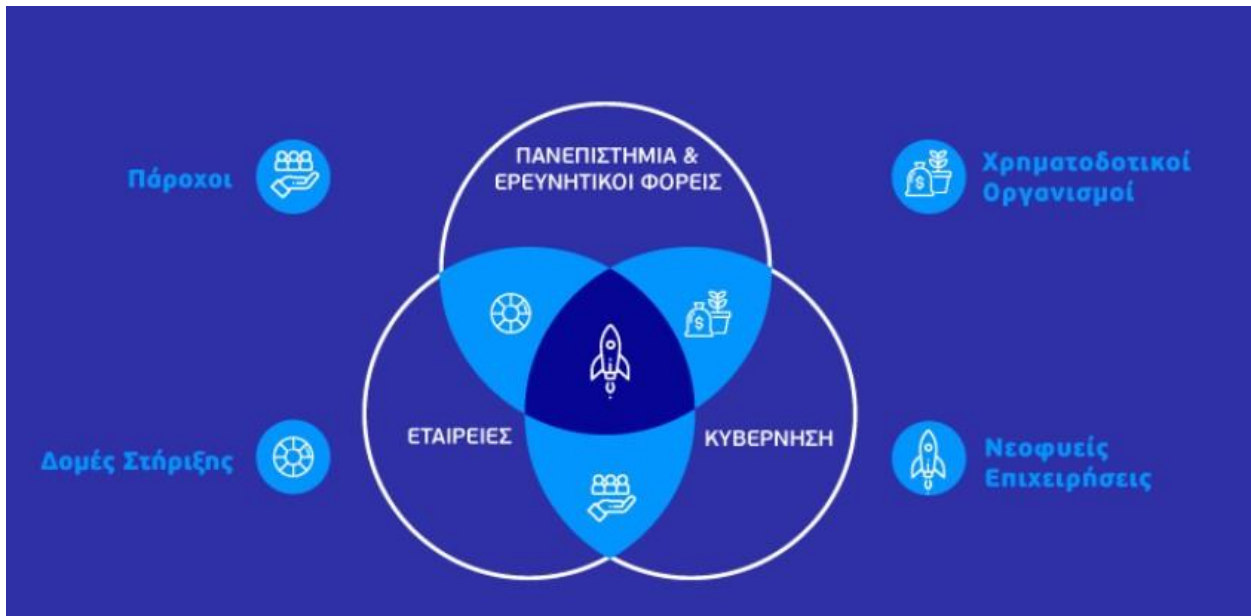 ΠΑΝΕΠΙΣΤΗΜΙΑ &
ΕΡΕΥΝΗΤΙΚΟΙ ΦΟΡΕΙΣ
Πάροχοι
Χρηματοδοτικοί
Οργανισμοί
ΕΤΑΙΡΕΙΕΣ
ΚΥΒΕΡΝΗΣΗ
Δομές Στήριξης
Νεοφυείς
Επιχειρήσεις